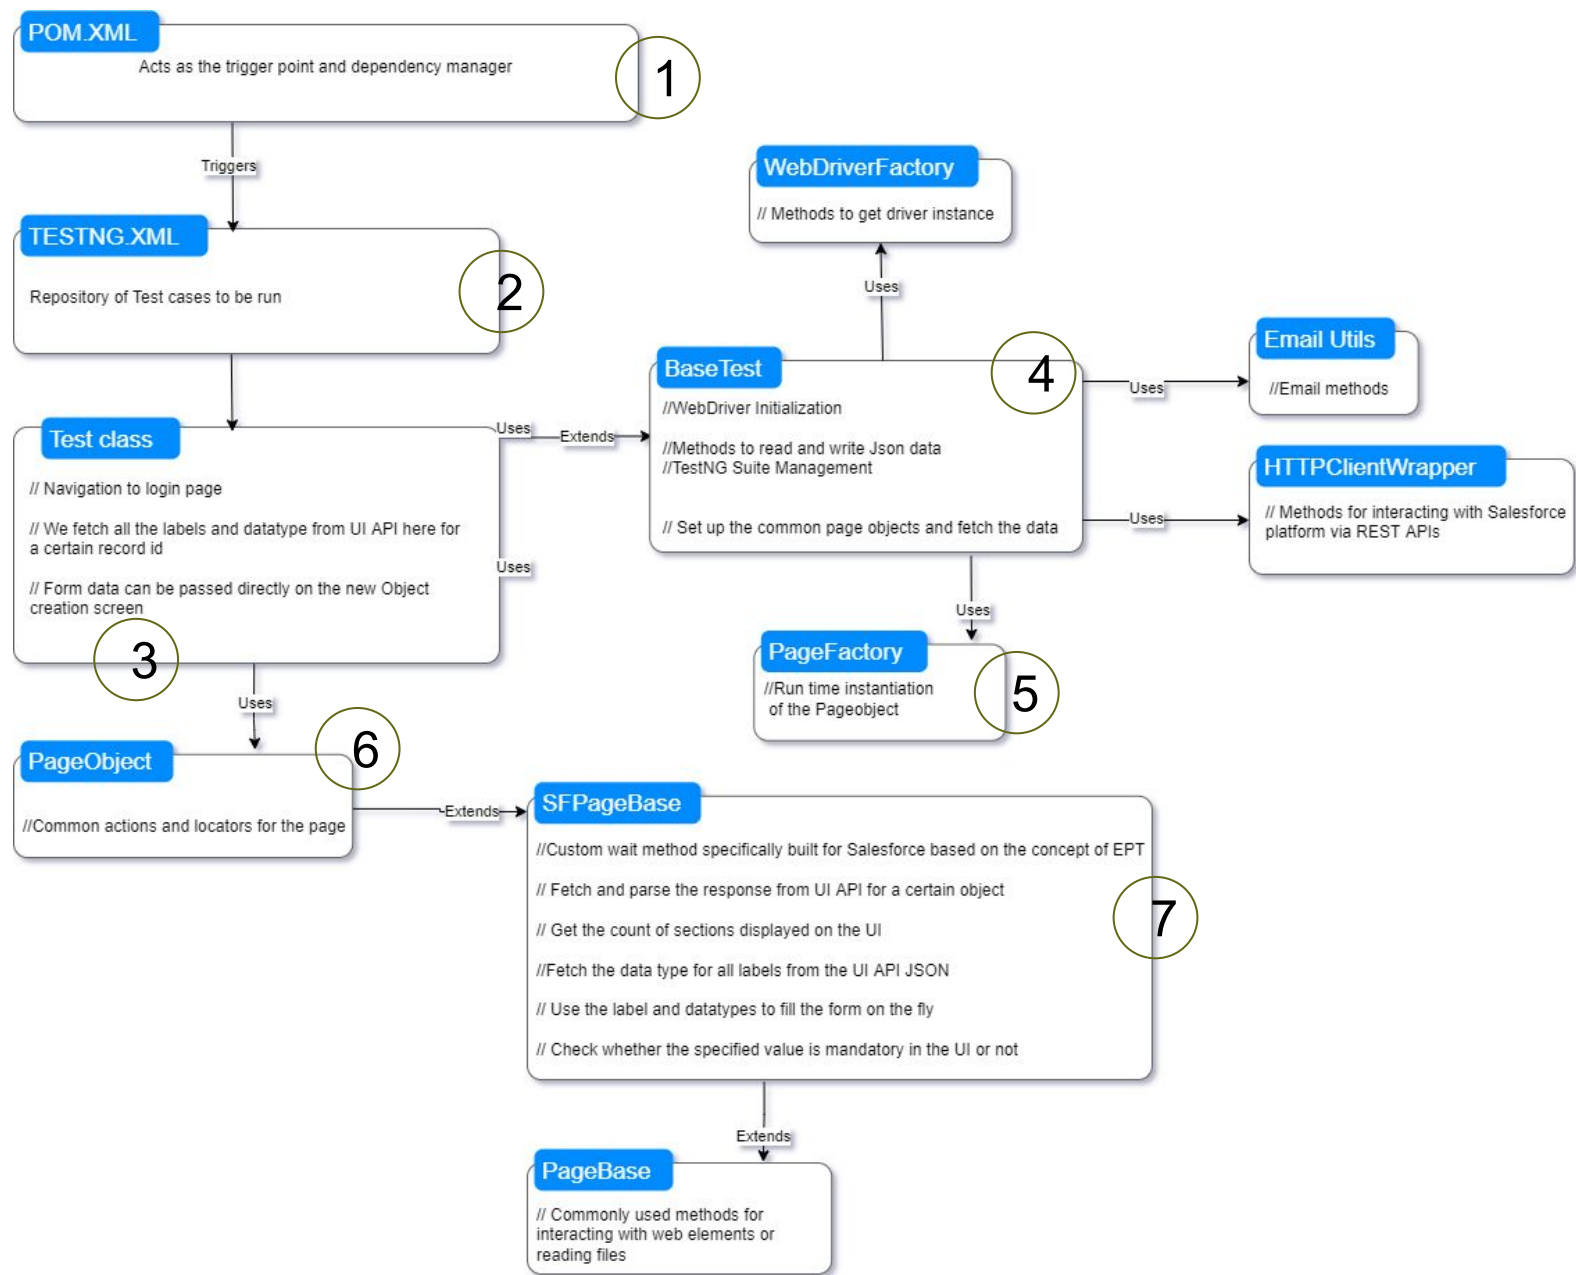 POM.XML
Acts as the trigger point and dependency manager
1
Triggers
TESTNG.XML
Repository of Test cases to be run
2
WebDriverFactory
// Methods to get driver instance
Uses
BaseTest
4
//WebDriver Initialization
//Methods to read and write Json data
//TestNG Suite Management
// Set up the common page objects and fetch the data
Uses
Email Utils
//Email methods
Uses
HTTPClientWrapper
// Methods for interacting with Salesforce
platform via REST APIs
Test class
// Navigation to login page
// We fetch all the labels and datatype from UI API here for
a certain record id
// Form data can be passed directly on the new Object
creation screen
3
Uses
Extends
Uses
Uses
PageFactory
//Run time instantiation
of the Pageobject
5
Uses
PageObject
6
//Common actions and locators for the page
Extends
SFPageBase
//Custom wait method specifically built for Salesforce based on the concept of EPT
// Fetch and parse the response from UI API for a certain object
// Get the count of sections displayed on the UI
//Fetch the data type for all labels from the UI API JSON
// Use the label and datatypes to fill the form on the fly
// Check whether the specified value is mandatory in the UI or not
7
Extends
PageBase
// Commonly used methods for
interacting with web elements or
reading files